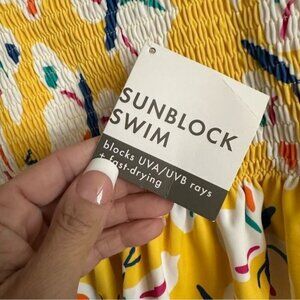 SUNBLOCK
SWIM
blocks UVA/UVB rays
+ fast-drying